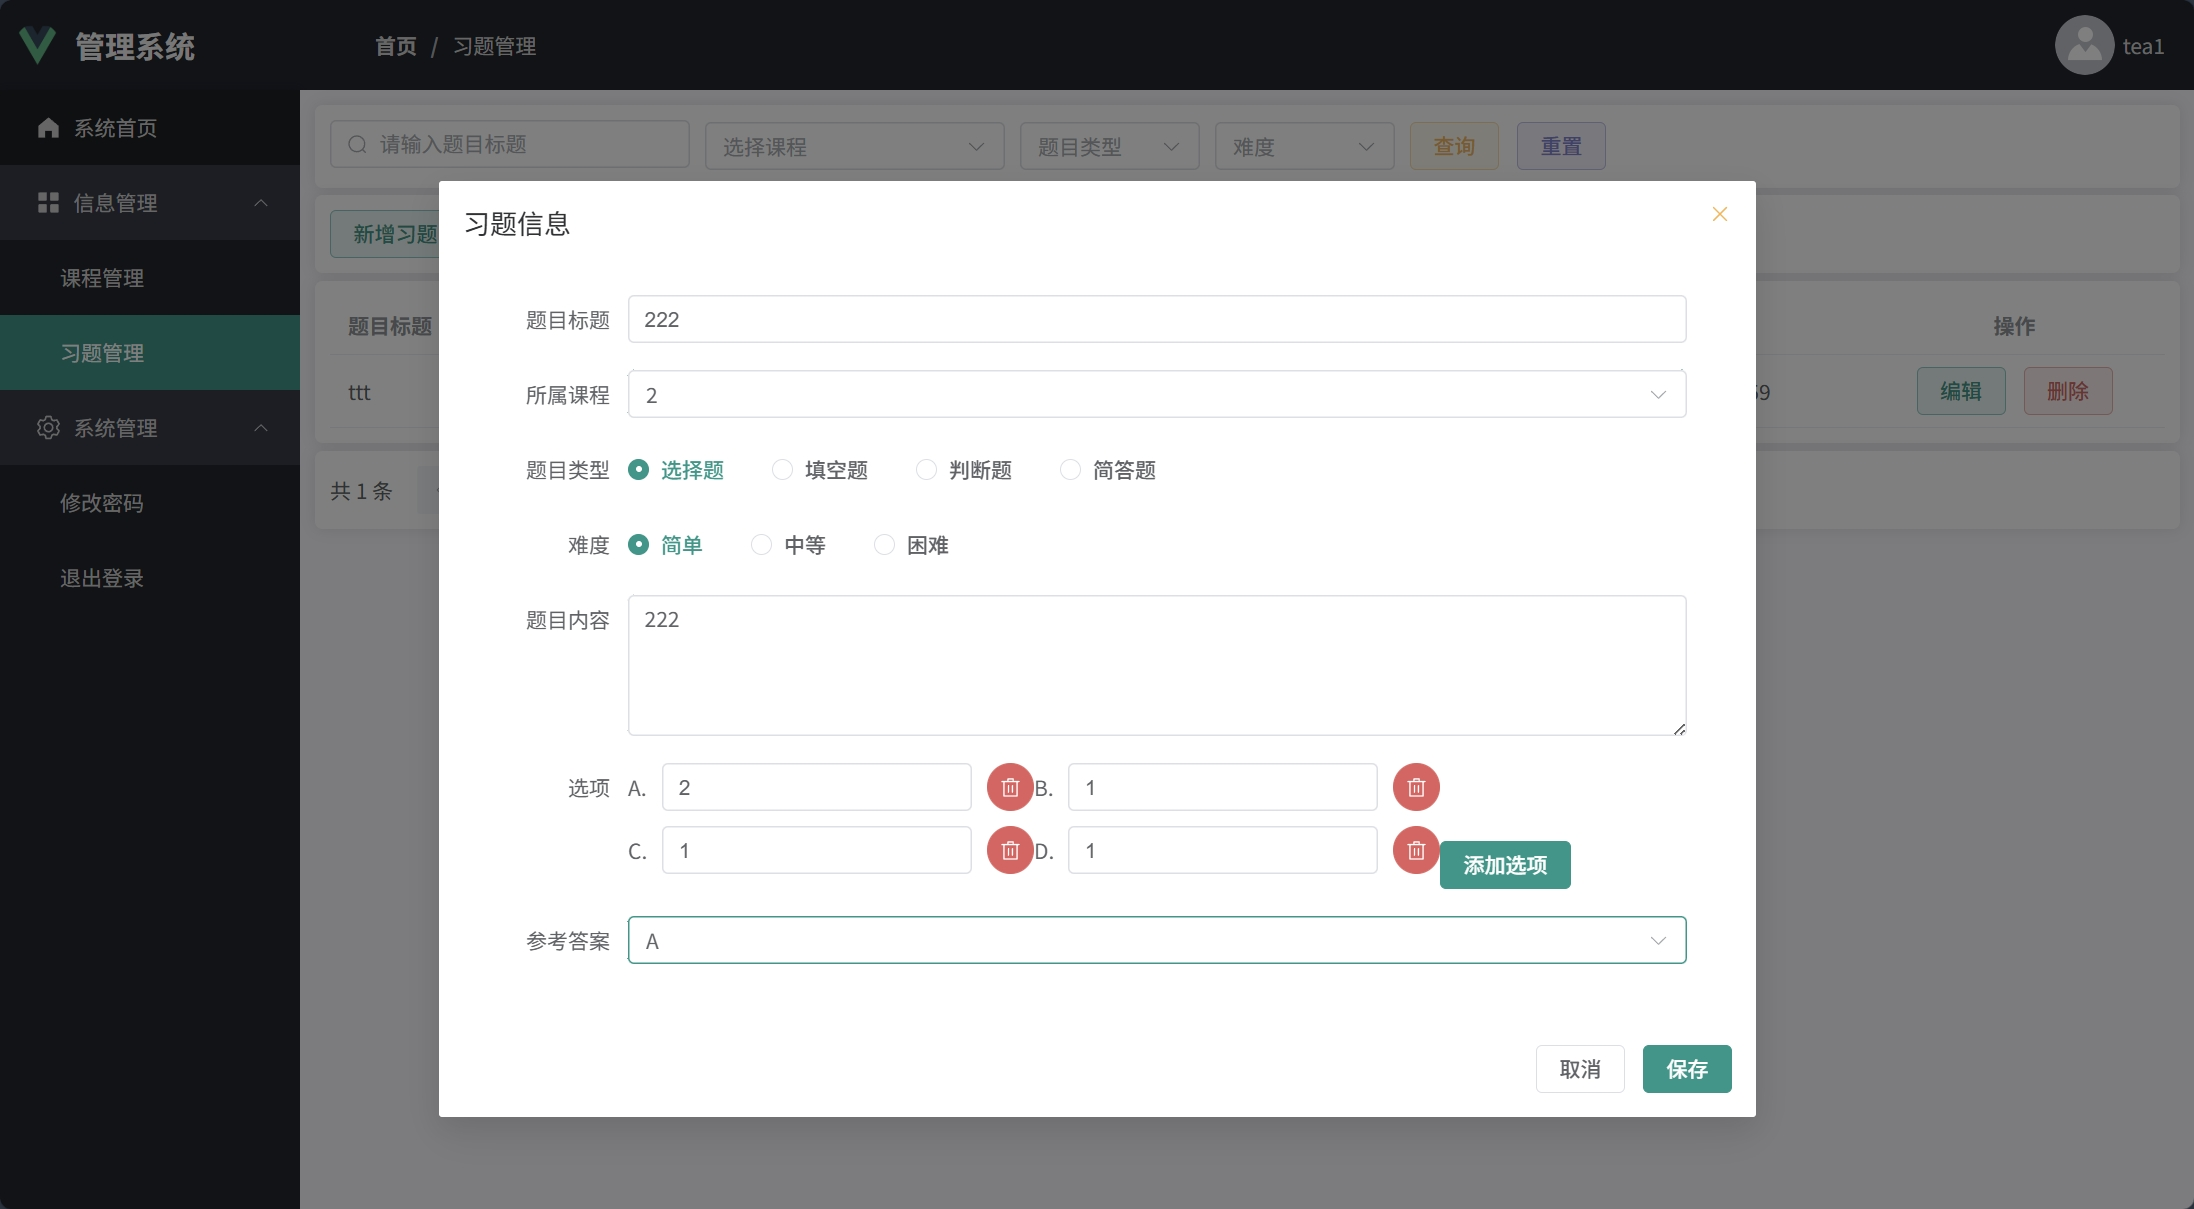 管理系统
首页 / 习题管理
tea1
系统首页
信息管理
课程管理
习题管理
系统管理
修改密码
退出登录
请输入题目标题
选择课程
题目类型
难度
查询
重置
新增习题
题目标题
操作
ttt
59
编辑
删除
共 1 条
习题信息
题目标题 222
所属课程 2
题目类型 选择题 填空题 判断题 简答题
难度 简单 中等 困难
题目内容 222
选项 A. 2 B. 1
C. 1 D. 1 添加选项
参考答案 A
取消 保存